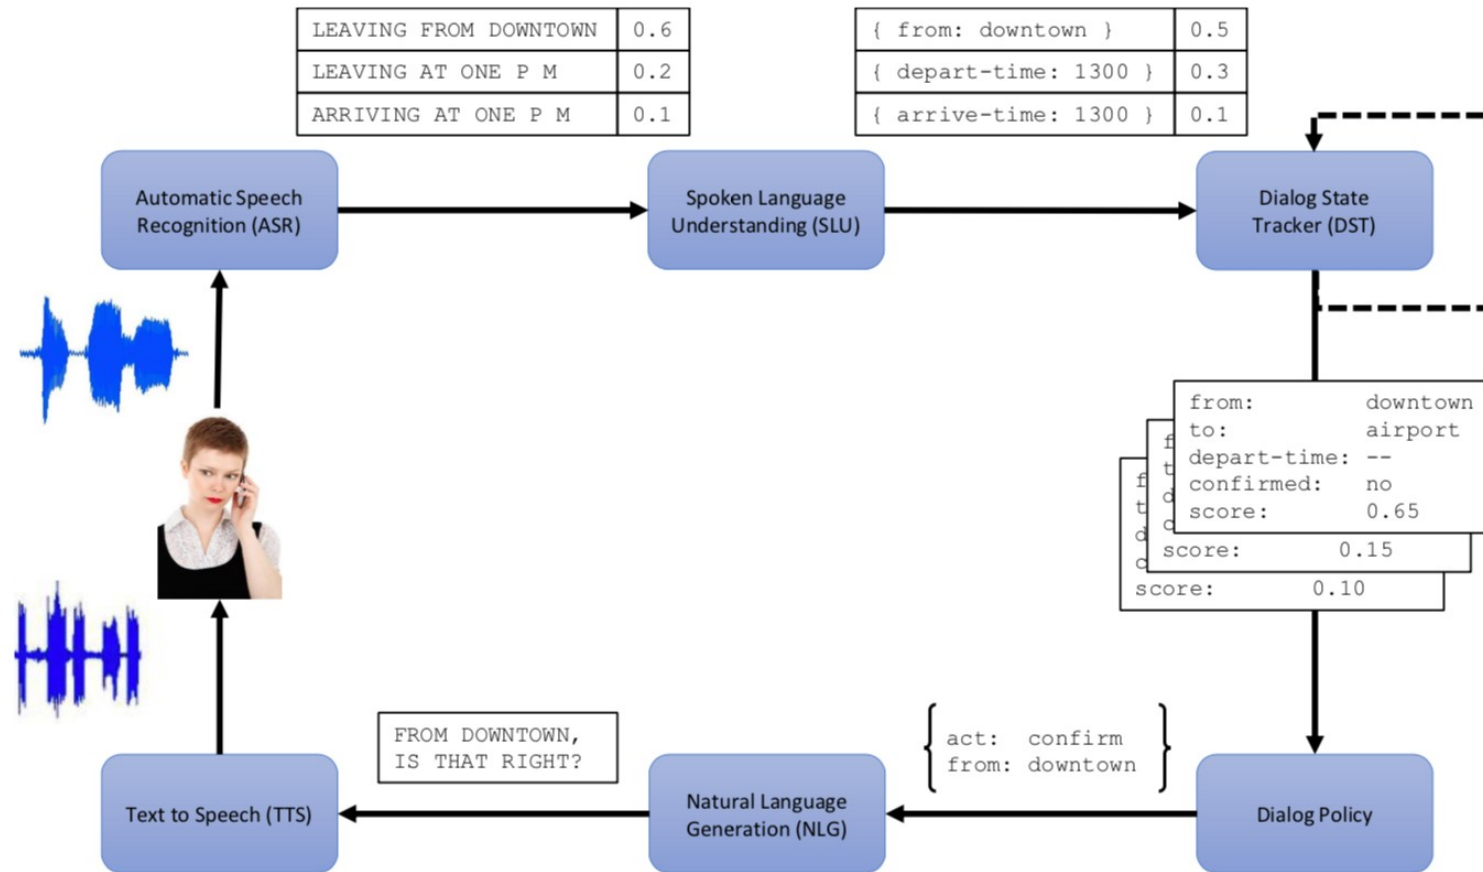 LEAVING FROM DOWNTOWN 0.6
LEAVING AT ONE P M 0.2
ARRIVING AT ONE P M 0.1
{ from: downtown } 0.5
{ depart-time: 1300 } 0.3
{ arrive-time: 1300 } 0.1
Automatic Speech
Recognition (ASR)
Spoken Language
Understanding (SLU)
Dialog State
Tracker (DST)
from: downtown
to: airport
depart-time: --
confirmed: no
score: 0.65
f
t
d
c
score: 0.15
f
t
d
c
score: 0.10
act: confirm
from: downtown
FROM DOWNTOWN,
IS THAT RIGHT?
Text to Speech (TTS)
Natural Language
Generation (NLG)
Dialog Policy